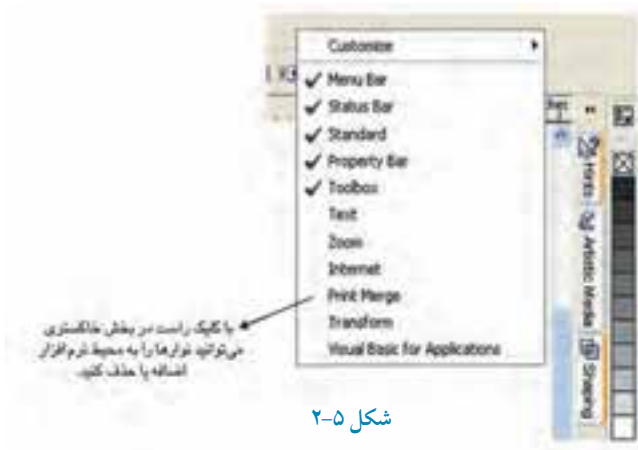 Customize
Menu Bar
Status Bar
Standard
Property Bar
Toolbox
Text
Zoom
Internet
Print Merge
Transform
Visual Basic for Applications
Hints
Artistic Media
Shaping
با کلیک راست در بخش خاکستری
می‌توانید نوارها را به محیط نرم‌افزار
اضافه یا حذف کنید.
شکل ۵-۲